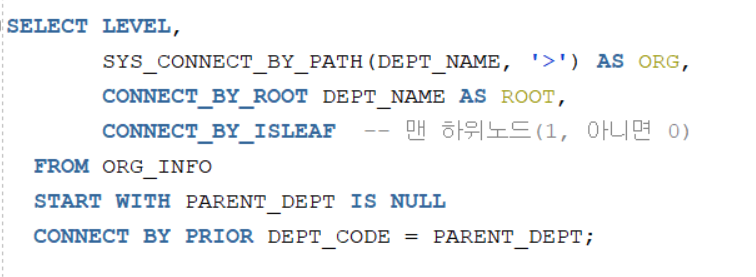 SELECT LEVEL,
SYS_CONNECT_BY_PATH(DEPT_NAME, '>') AS ORG,
CONNECT_BY_ROOT DEPT_NAME AS ROOT,
CONNECT_BY_ISLEAF -- 맨 하위노드(1, 아니면 0)
FROM ORG_INFO
START WITH PARENT_DEPT IS NULL
CONNECT BY PRIOR DEPT_CODE = PARENT_DEPT;